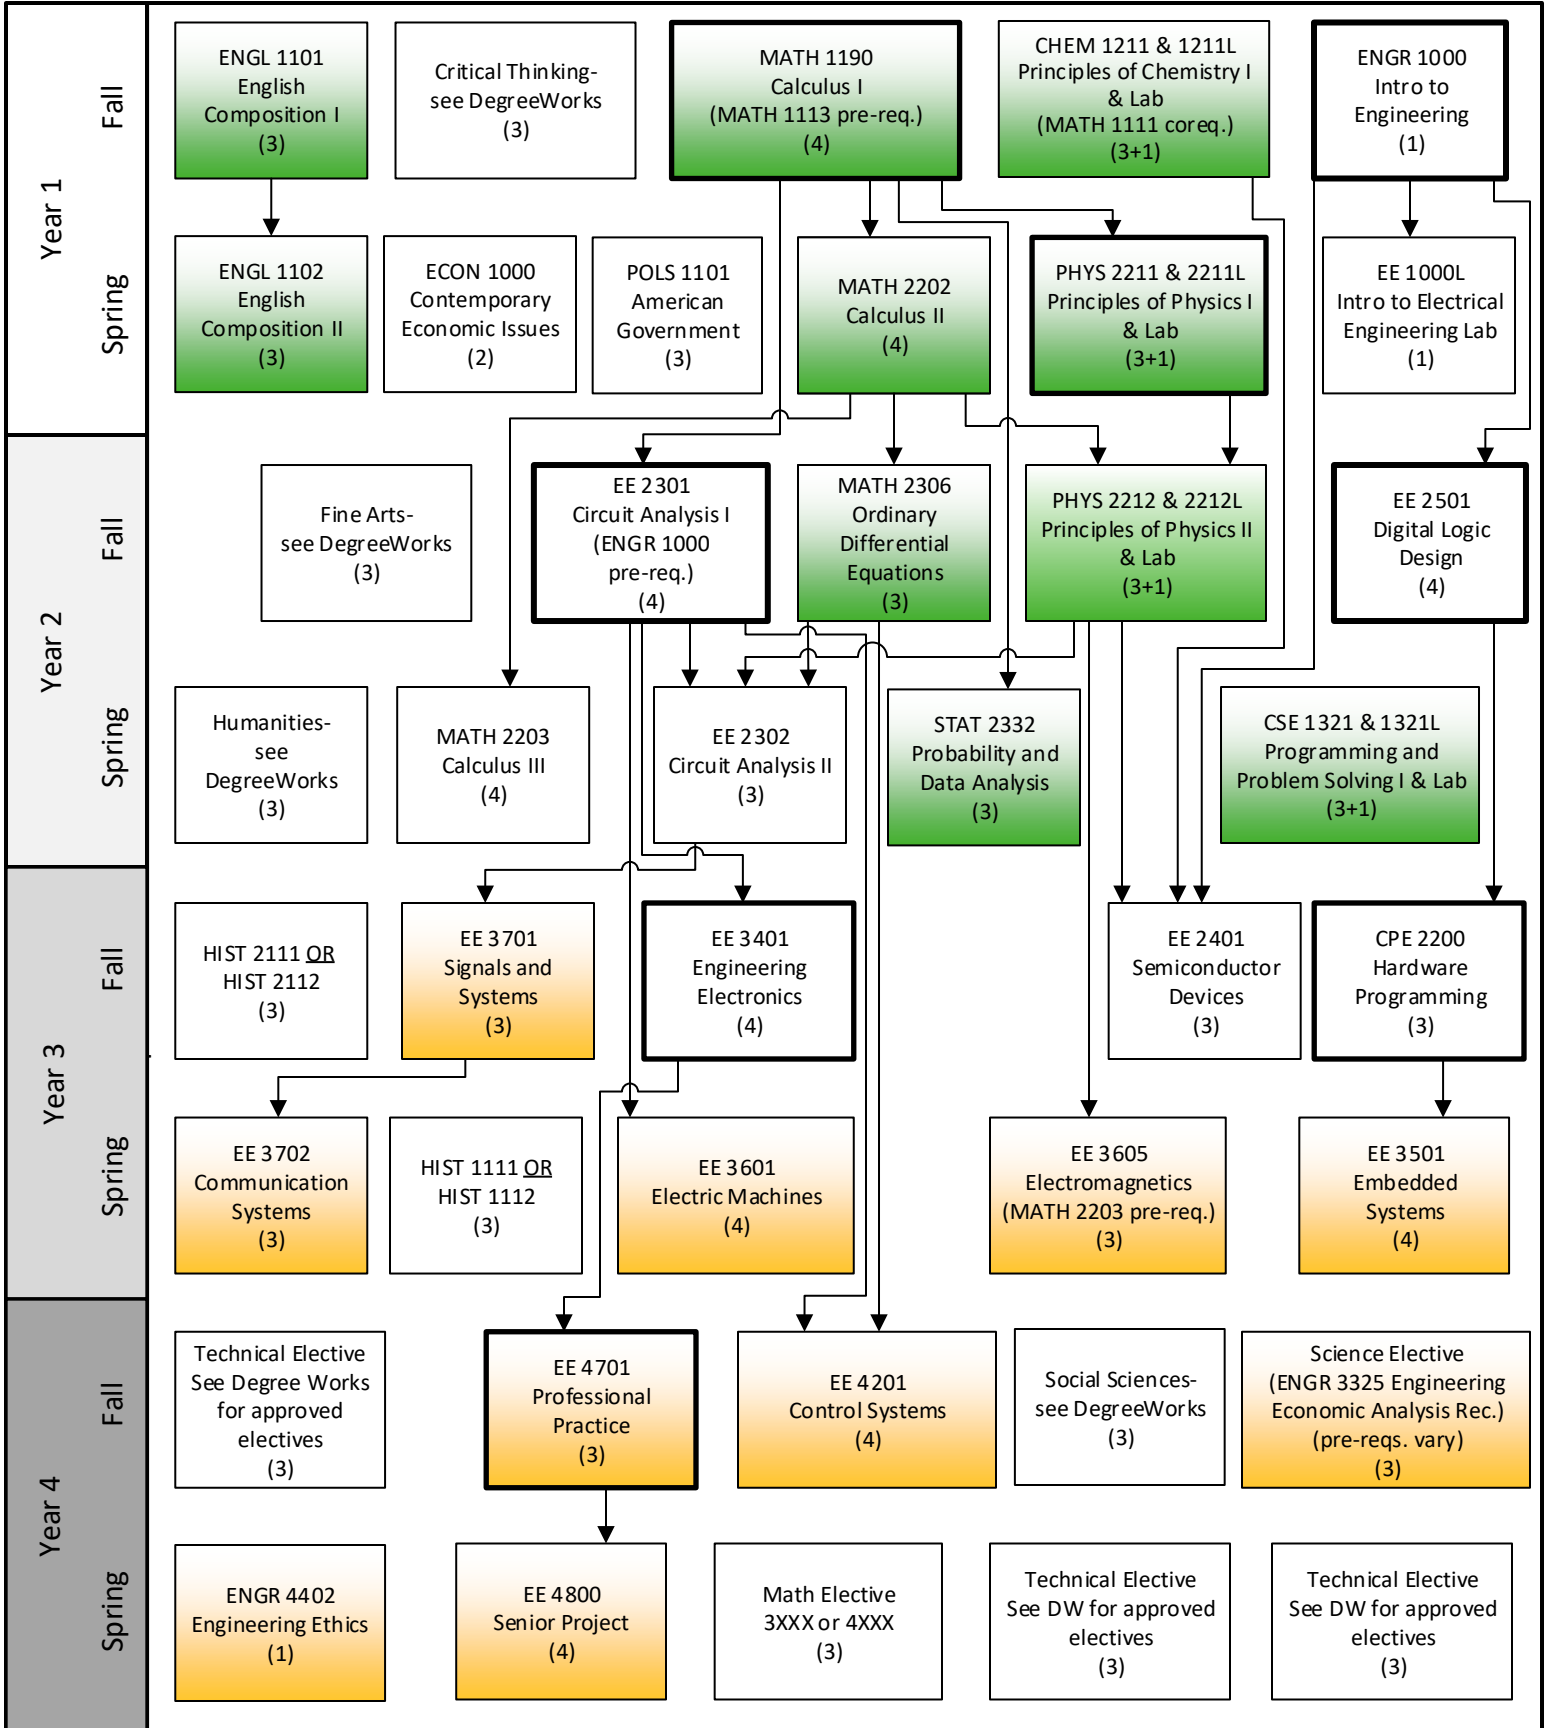 Year 1
Fall
ENGL 1101
English
Composition I
(3)
Critical Thinking-
see DegreeWorks
(3)
MATH 1190
Calculus I
(MATH 1113 pre-req.)
(4)
CHEM 1211 & 1211L
Principles of Chemistry I
& Lab
(MATH 1111 coreq.)
(3+1)
ENGR 1000
Intro to
Engineering
(1)
Spring
ENGL 1102
English
Composition II
(3)
ECON 1000
Contemporary
Economic Issues
(2)
POLS 1101
American
Government
(3)
MATH 2202
Calculus II
(4)
PHYS 2211 & 2211L
Principles of Physics I
& Lab
(3+1)
EE 1000L
Intro to Electrical
Engineering Lab
(1)
Year 2
Fall
Fine Arts-
see DegreeWorks
(3)
EE 2301
Circuit Analysis I
(ENGR 1000
pre-req.)
(4)
MATH 2306
Ordinary
Differential
Equations
(3)
PHYS 2212 & 2212L
Principles of Physics II
& Lab
(3+1)
EE 2501
Digital Logic
Design
(4)
Spring
Humanities-
see
DegreeWorks
(3)
MATH 2203
Calculus III
(4)
EE 2302
Circuit Analysis II
(3)
STAT 2332
Probability and
Data Analysis
(3)
CSE 1321 & 1321L
Programming and
Problem Solving I & Lab
(3+1)
Year 3
Fall
HIST 2111 OR
HIST 2112
(3)
EE 3701
Signals and
Systems
(3)
EE 3401
Engineering
Electronics
(4)
EE 2401
Semiconductor
Devices
(3)
CPE 2200
Hardware
Programming
(3)
Spring
EE 3702
Communication
Systems
(3)
HIST 1111 OR
HIST 1112
(3)
EE 3601
Electric Machines
(4)
EE 3605
Electromagnetics
(MATH 2203 pre-req.)
(3)
EE 3501
Embedded
Systems
(4)
Year 4
Fall
Technical Elective
See Degree Works
for approved
electives
(3)
EE 4701
Professional
Practice
(3)
EE 4201
Control Systems
(4)
Social Sciences-
see DegreeWorks
(3)
Science Elective
(ENGR 3325 Engineering
Economic Analysis Rec.)
(pre-reqs. vary)
(3)
Spring
ENGR 4402
Engineering Ethics
(1)
EE 4800
Senior Project
(4)
Math Elective
3XXX or 4XXX
(3)
Technical Elective
See DW for approved
electives
(3)
Technical Elective
See DW for approved
electives
(3)